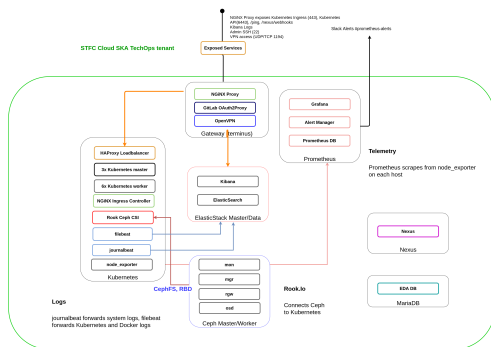 NGINX Proxy exposes Kubernetes Ingress (443), Kubernetes
API(6443), /ping, /nexus/webhooks
Kibana Logs
Admin SSH (22)
VPN access (UDP/TCP 1194)
Slack Alerts #prometheus-alerts
STFC Cloud SKA TechOps tenant
Exposed Services
NGINX Proxy
GitLab OAuth2Proxy
OpenVPN
Gateway (terminus)
Grafana
Alert Manager
Prometheus DB
Prometheus
HAProxy Loadbalancer
3x Kubernetes master
6x Kubernetes worker
NGINX Ingress Controller
Rook Ceph CSI
filebeat
journalbeat
node_exporter
Kubernetes
Kibana
ElasticSearch
ElasticStack Master/Data
Telemetry
Prometheus scrapes from node_exporter
on each host
Nexus
Nexus
CephFS, RBD
mon
mgr
rgw
osd
Ceph Master/Worker
Rook.Io
Connects Ceph
to Kubernetes
EDA DB
MariaDB
Logs
journalbeat forwards system logs, filebeat
forwards Kubernetes and Docker logs